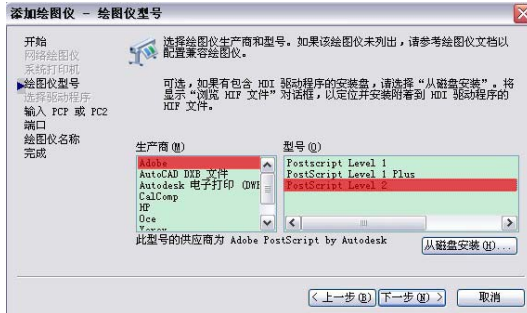 添加绘图仪 - 绘图仪型号
开始
网络绘图仪
系统打印机
绘图仪型号
选择驱动程序
输入 PCP 或 PC2
端口
绘图仪名称
完成
选择绘图仪生产商和型号。如果该绘图仪未列出，请参考绘图仪文档以
配置兼容绘图仪。
可选，如果有包含 HDI 驱动程序的安装盘，请选择“从磁盘安装”。将
显示“浏览 HIF 文件”对话框，以定位并安装附着到 HDI 驱动程序的
HIF 文件。
生产商(M)
Adobe
AutoCAD DXB 文件
Autodesk 电子打印 (DWF
CalComp
HP
Oce
Xerox
型号(O)
Postscript Level 1
PostScript Level 1 Plus
PostScript Level 2
此型号的供应商为 Adobe PostScript by Autodesk
从磁盘安装(H)...
<上一步(B)
下一步(N) >
取消